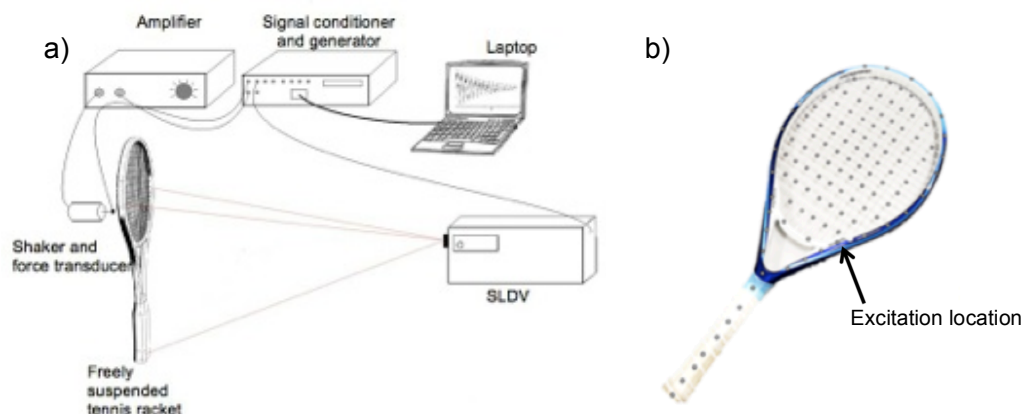 a)
Amplifier
Signal conditioner
and generator
Laptop
Shaker and
force transducer
SLDV
Freely
suspended
tennis racket
b)
Excitation location